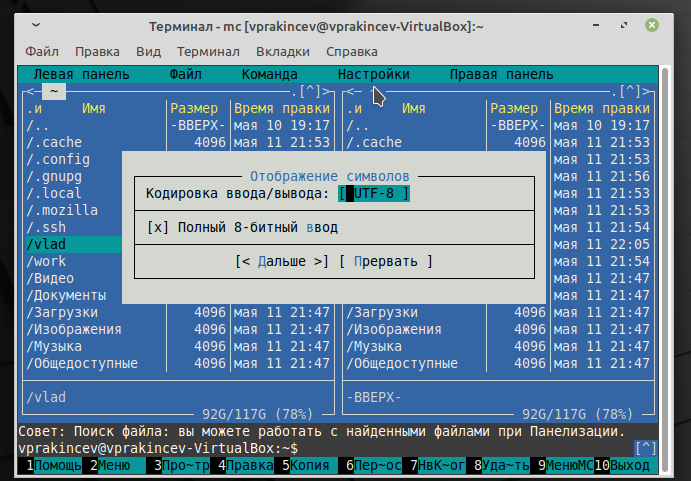 Терминал - mc [vprakincev@vprakincev-VirtualBox]:~
Файл Правка Вид Терминал Вкладки Справка
Левая панель Файл Команда Настройки Правая панель
<─ ~ .[^]> <─ .[^]>
.и Имя Размер Время правки .и Имя Размер Время правки
/.. -ВВЕРХ- мая 10 19:17 /.. -ВВЕРХ- мая 10 19:17
/.cache 4096 мая 11 21:53 /.cache 4096 мая 11 21:53
/.config мая 11 21:53
/.gnupg мая 11 21:56
/.local мая 11 21:53
/.mozilla мая 11 21:53
/.ssh мая 11 21:54
/vlad мая 11 22:05
/work мая 11 21:54
/Видео мая 11 21:47
/Документы мая 11 21:47
Отображение символов
Кодировка ввода/вывода: [ UTF-8 ]
[x] Полный 8-битный ввод
[< Дальше >] [ Прервать ]
/Загрузки 4096 мая 11 21:47 /Загрузки 4096 мая 11 21:47
/Изображения 4096 мая 11 21:47 /Изображения 4096 мая 11 21:47
/Музыка 4096 мая 11 21:47 /Музыка 4096 мая 11 21:47
/Общедоступные 4096 мая 11 21:47 /Общедоступные 4096 мая 11 21:47
/vlad -ВВЕРХ-
92G/117G (78%) 92G/117G (78%)
Совет: Поиск файла: вы можете работать с найденными файлами при Панелизации.
vprakincev@vprakincev-VirtualBox:~$ [^]
1Помощь 2Меню 3Про~тр 4Правка 5Копия 6Пер~ос 7НвК~ог 8Уда~ть 9МенюMC 10Выход